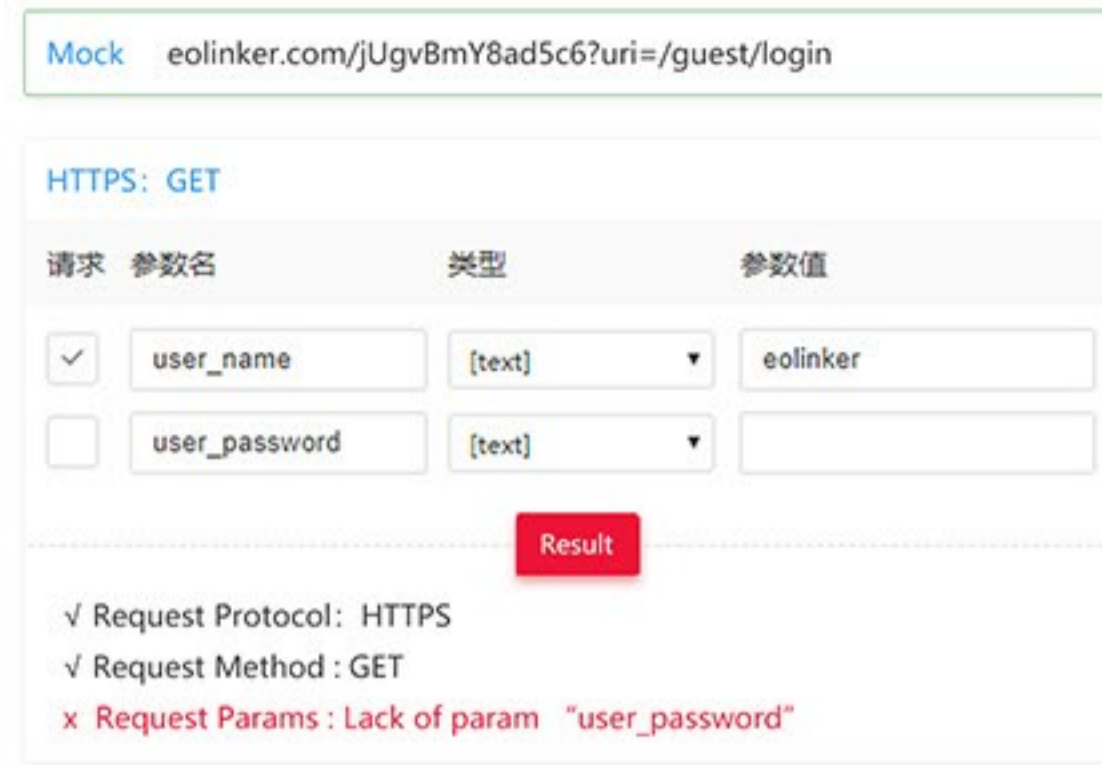 Mock eolinker.com/jUgvBmY8ad5c6?uri=/guest/login
HTTPS：GET
请求 参数名 类型 参数值
✓ user_name [text] ▼ eolinker
user_password [text] ▼
Result
√ Request Protocol：HTTPS
√ Request Method : GET
x Request Params : Lack of param “user_password”